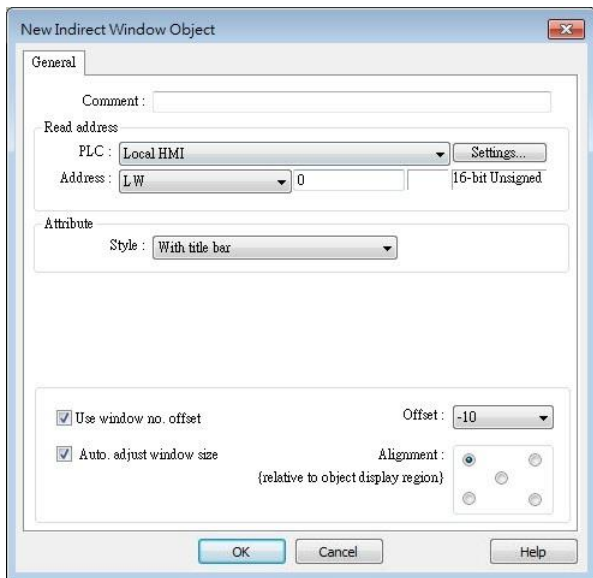 New Indirect Window Object
General
Comment :
Read address
PLC : Local HMI Settings...
Address : LW 0 16-bit Unsigned
Attribute
Style : With title bar
Use window no. offset Offset : -10
Auto. adjust window size Alignment :
{relative to object display region}
OK Cancel Help